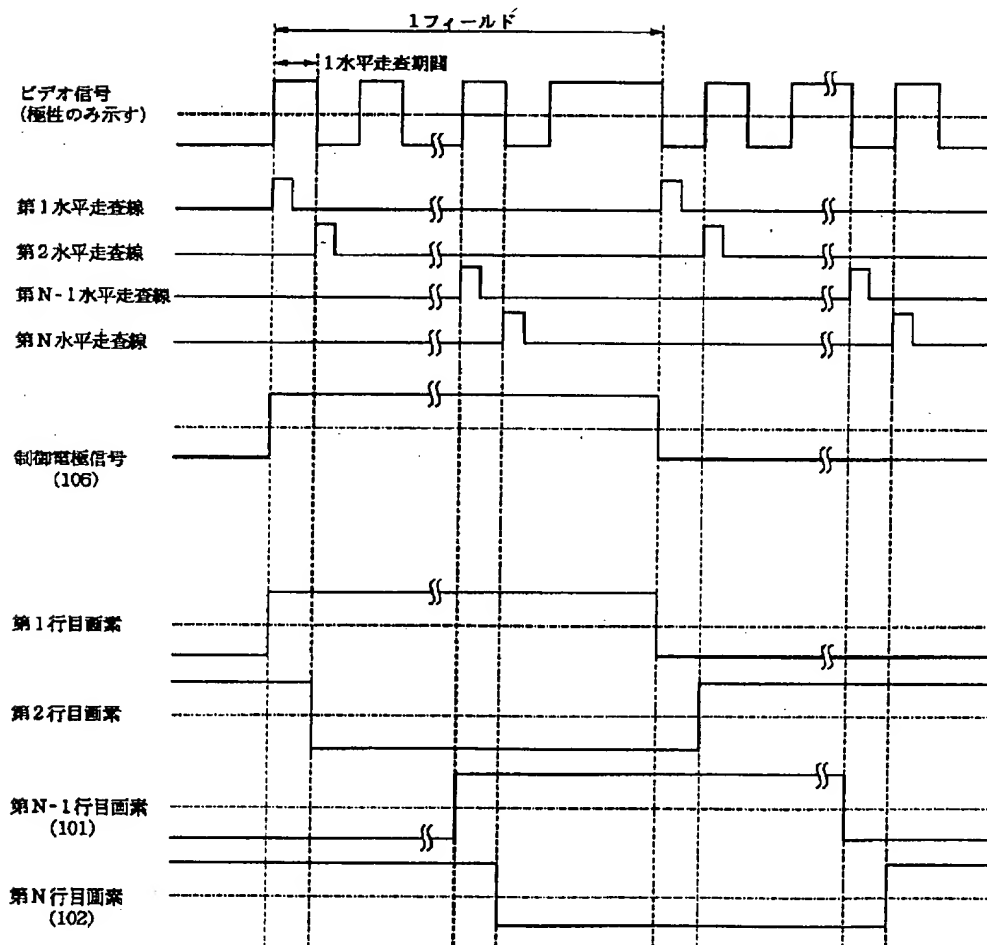 1フィールド
1水平走査期間
ビデオ信号
(極性のみ示す)
第1水平走査線
第2水平走査線
第N-1水平走査線
第N水平走査線
制御電極信号
(106)
第1行目画素
第2行目画素
第N-1行目画素
(101)
第N行目画素
(102)